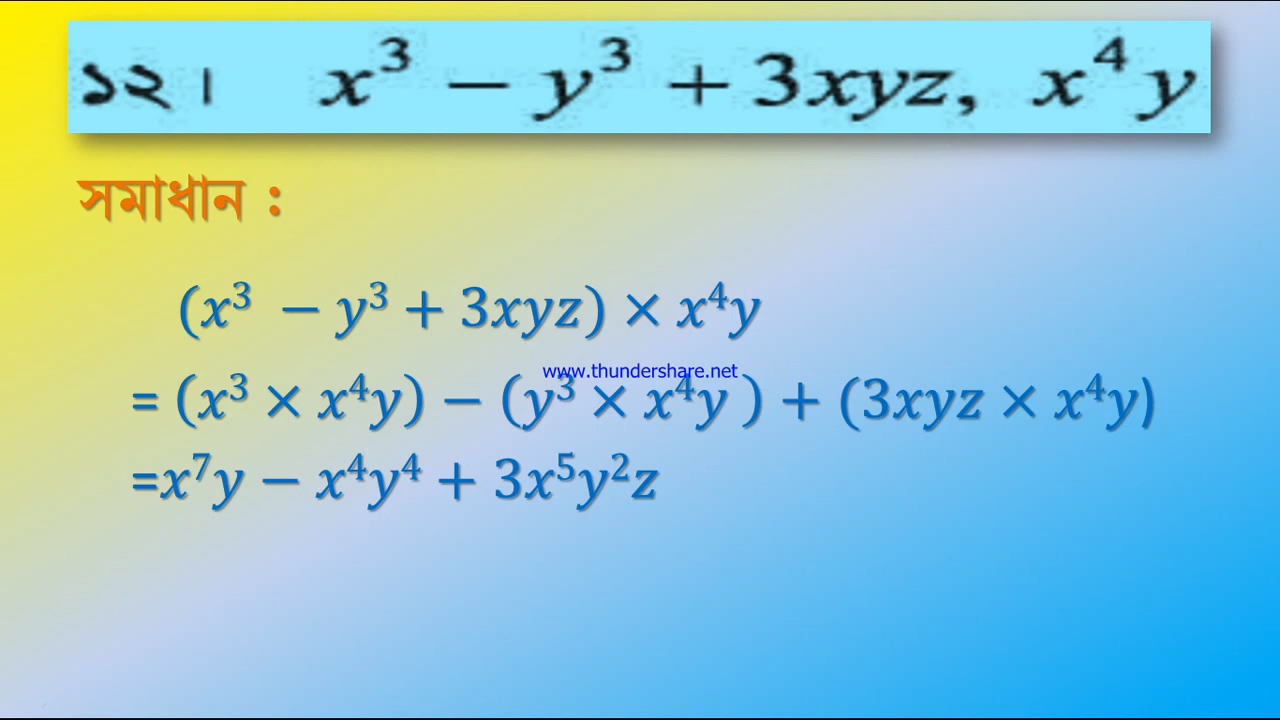 ১২। x³ − y³ + 3xyz, x⁴y
সমাধান :
(x³ − y³ + 3xyz) × x⁴y
www.thundershare.net
= (x³ × x⁴y) − (y³ × x⁴y ) + (3xyz × x⁴y)
=x⁷y − x⁴y⁴ + 3x⁵y²z